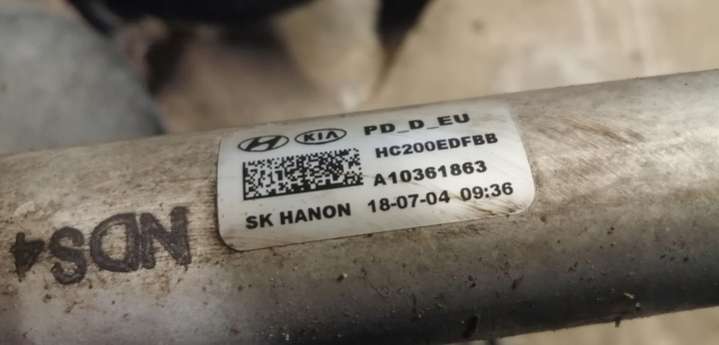 KIA PD_D_EU
HC200EDFBB
A10361863
SK HANON 18-07-04 09:36
NDS4